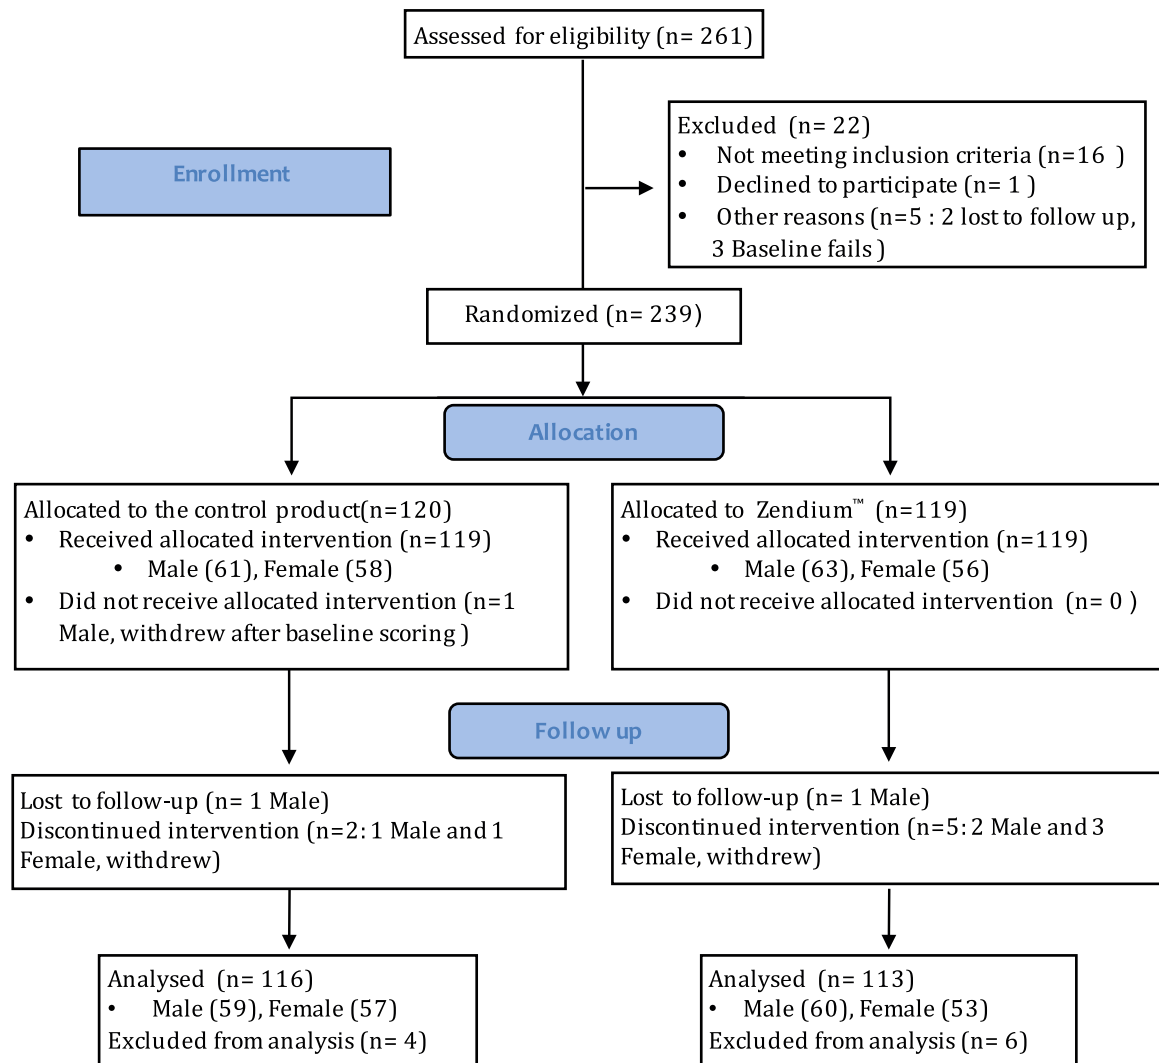 Assessed for eligibility (n= 261)
Excluded (n= 22)
• Not meeting inclusion criteria (n=16 )
• Declined to participate (n= 1 )
• Other reasons (n=5 : 2 lost to follow up,
3 Baseline fails )
Enrollment
Randomized (n= 239)
Allocation
Allocated to the control product(n=120)
• Received allocated intervention (n=119)
• Male (61), Female (58)
• Did not receive allocated intervention (n=1
Male, withdrew after baseline scoring )
Allocated to Zendium™ (n=119)
• Received allocated intervention (n=119)
• Male (63), Female (56)
• Did not receive allocated intervention (n= 0 )
Follow up
Lost to follow-up (n= 1 Male)
Discontinued intervention (n=2: 1 Male and 1
Female, withdrew)
Lost to follow-up (n= 1 Male)
Discontinued intervention (n=5: 2 Male and 3
Female, withdrew)
Analysed (n= 116)
• Male (59), Female (57)
Excluded from analysis (n= 4)
Analysed (n= 113)
• Male (60), Female (53)
Excluded from analysis (n= 6)